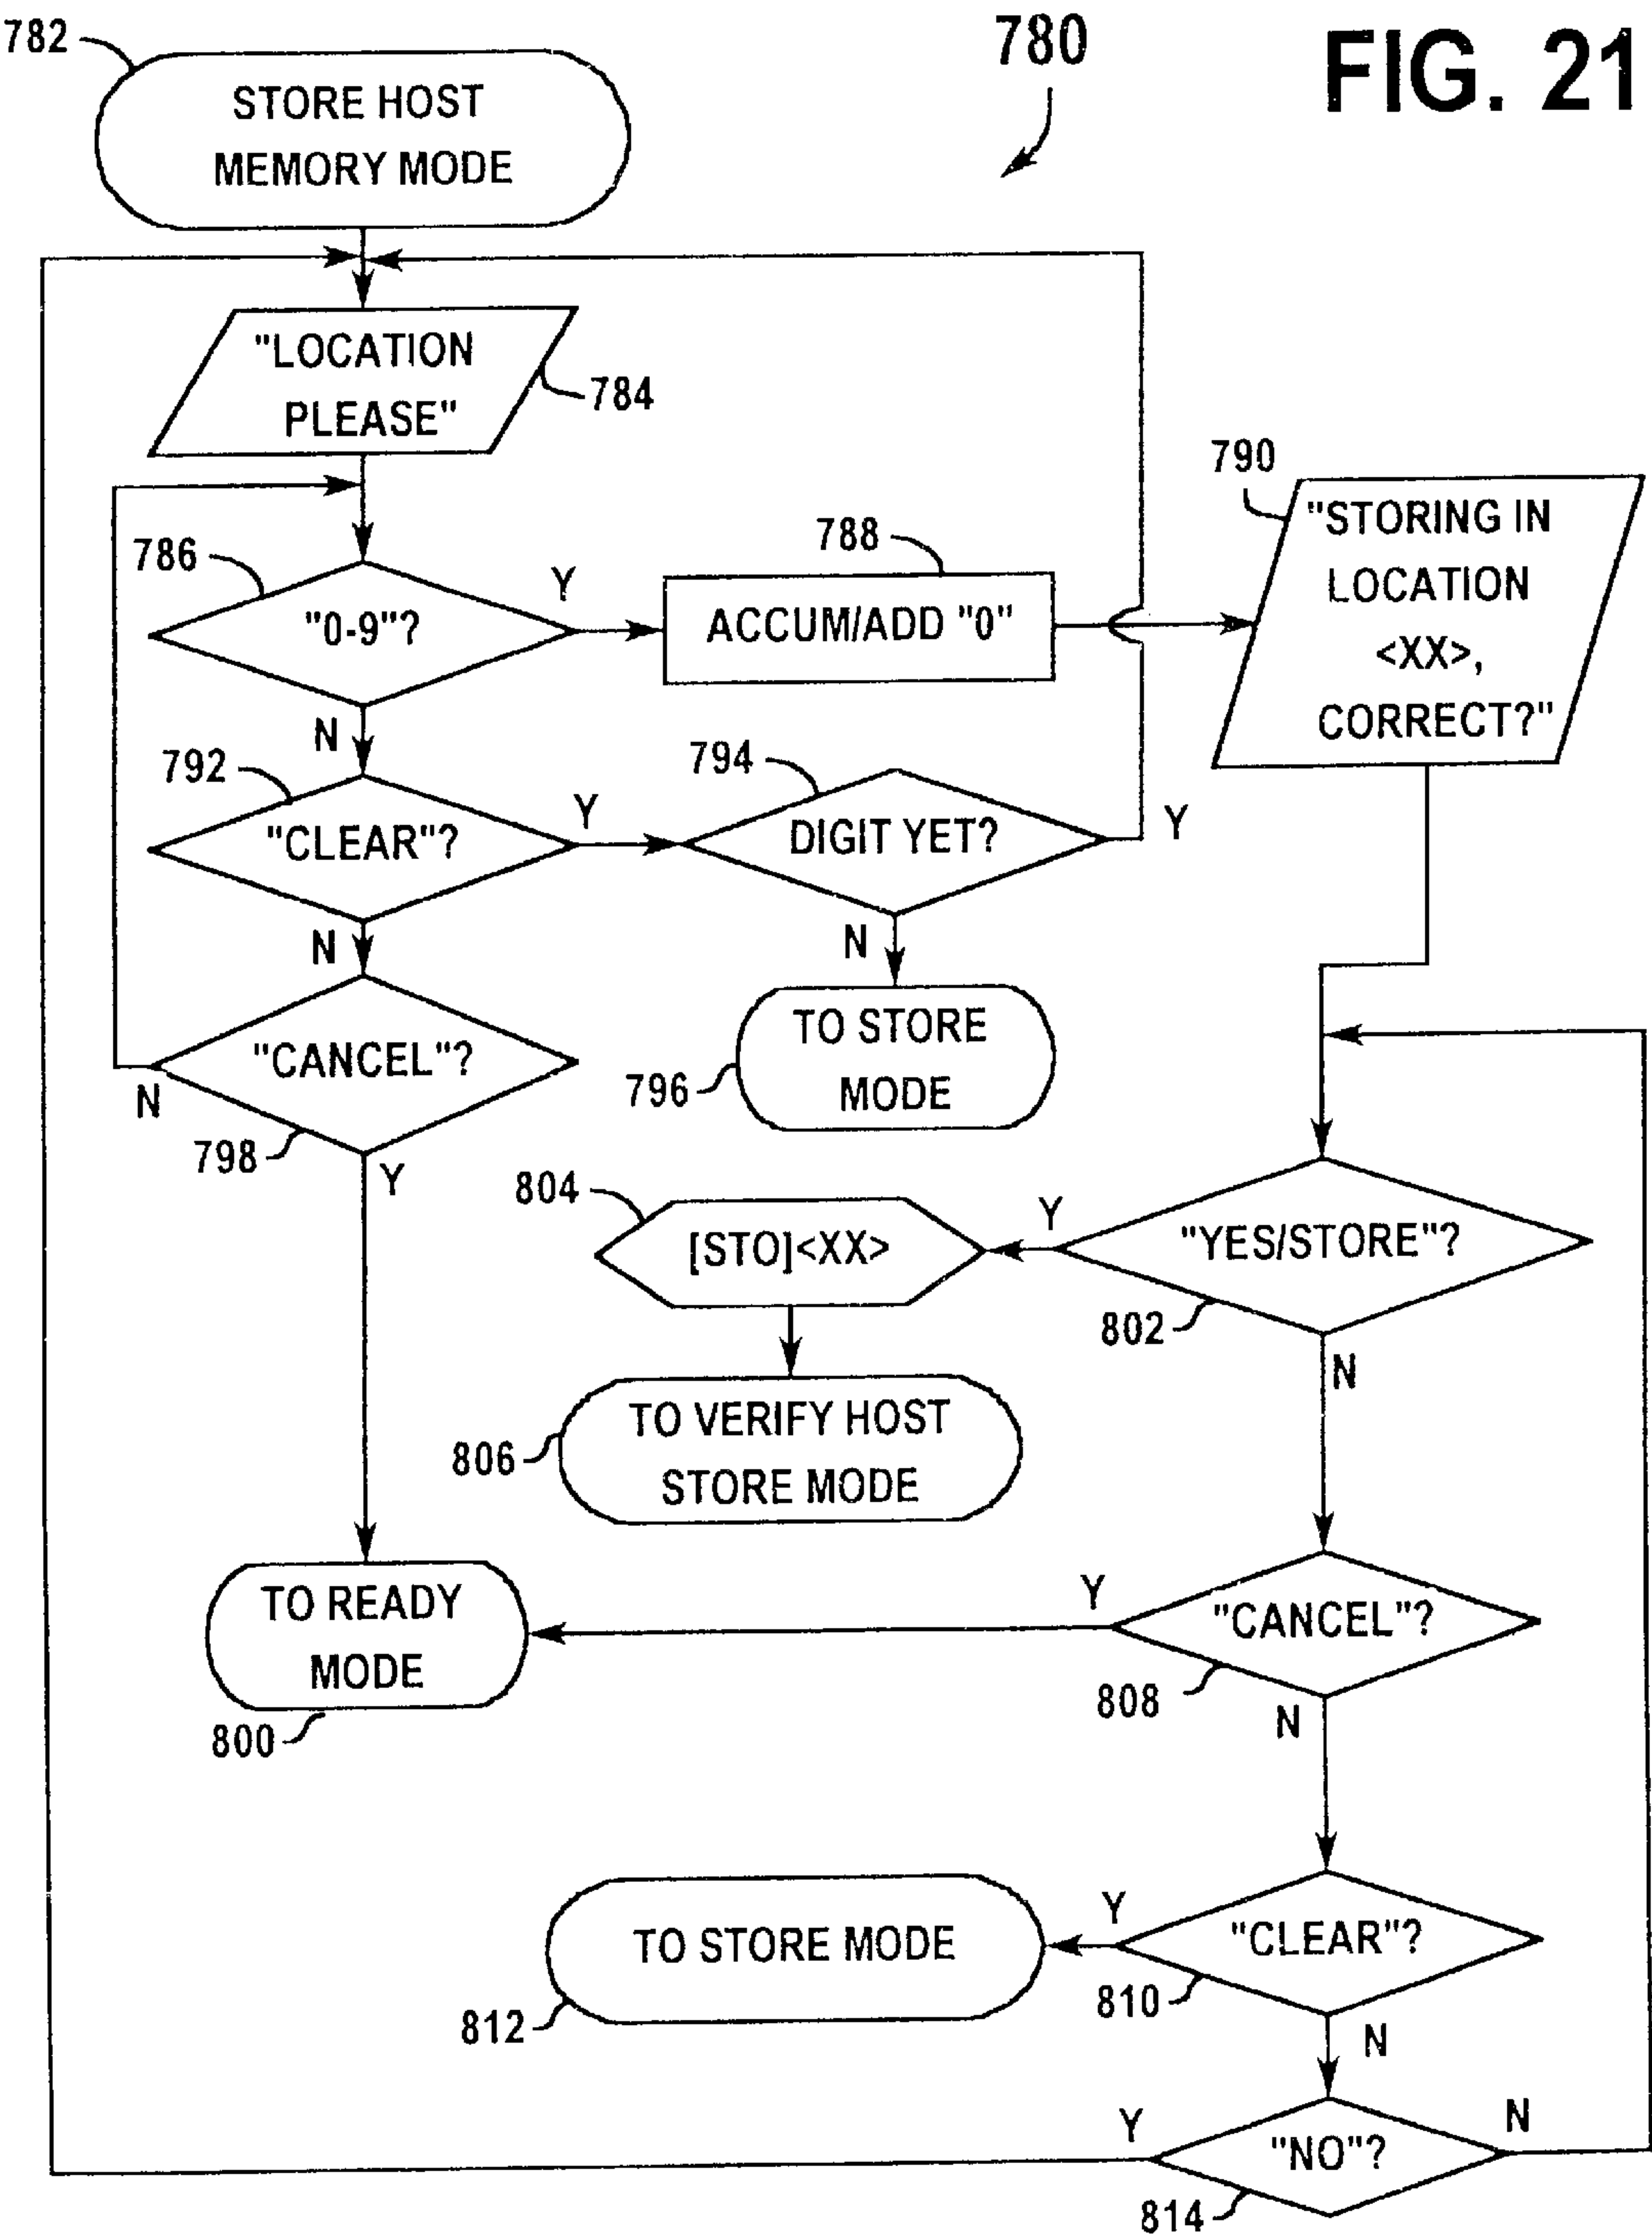 782
780
FIG. 21
STORE HOST
MEMORY MODE
"LOCATION
PLEASE"
784
790
"STORING IN
LOCATION
<XX>,
CORRECT?"
786
"0-9"?
Y
788
ACCUM/ADD "0"
N
792
"CLEAR"?
Y
794
DIGIT YET?
Y
N
N
TO STORE
MODE
796
"CANCEL"?
N
798
Y
804
[STO]<XX>
Y
"YES/STORE"?
802
N
TO VERIFY HOST
STORE MODE
806
TO READY
MODE
800
Y
"CANCEL"?
808
N
TO STORE MODE
812
Y
"CLEAR"?
810
N
Y
"NO"?
N
814